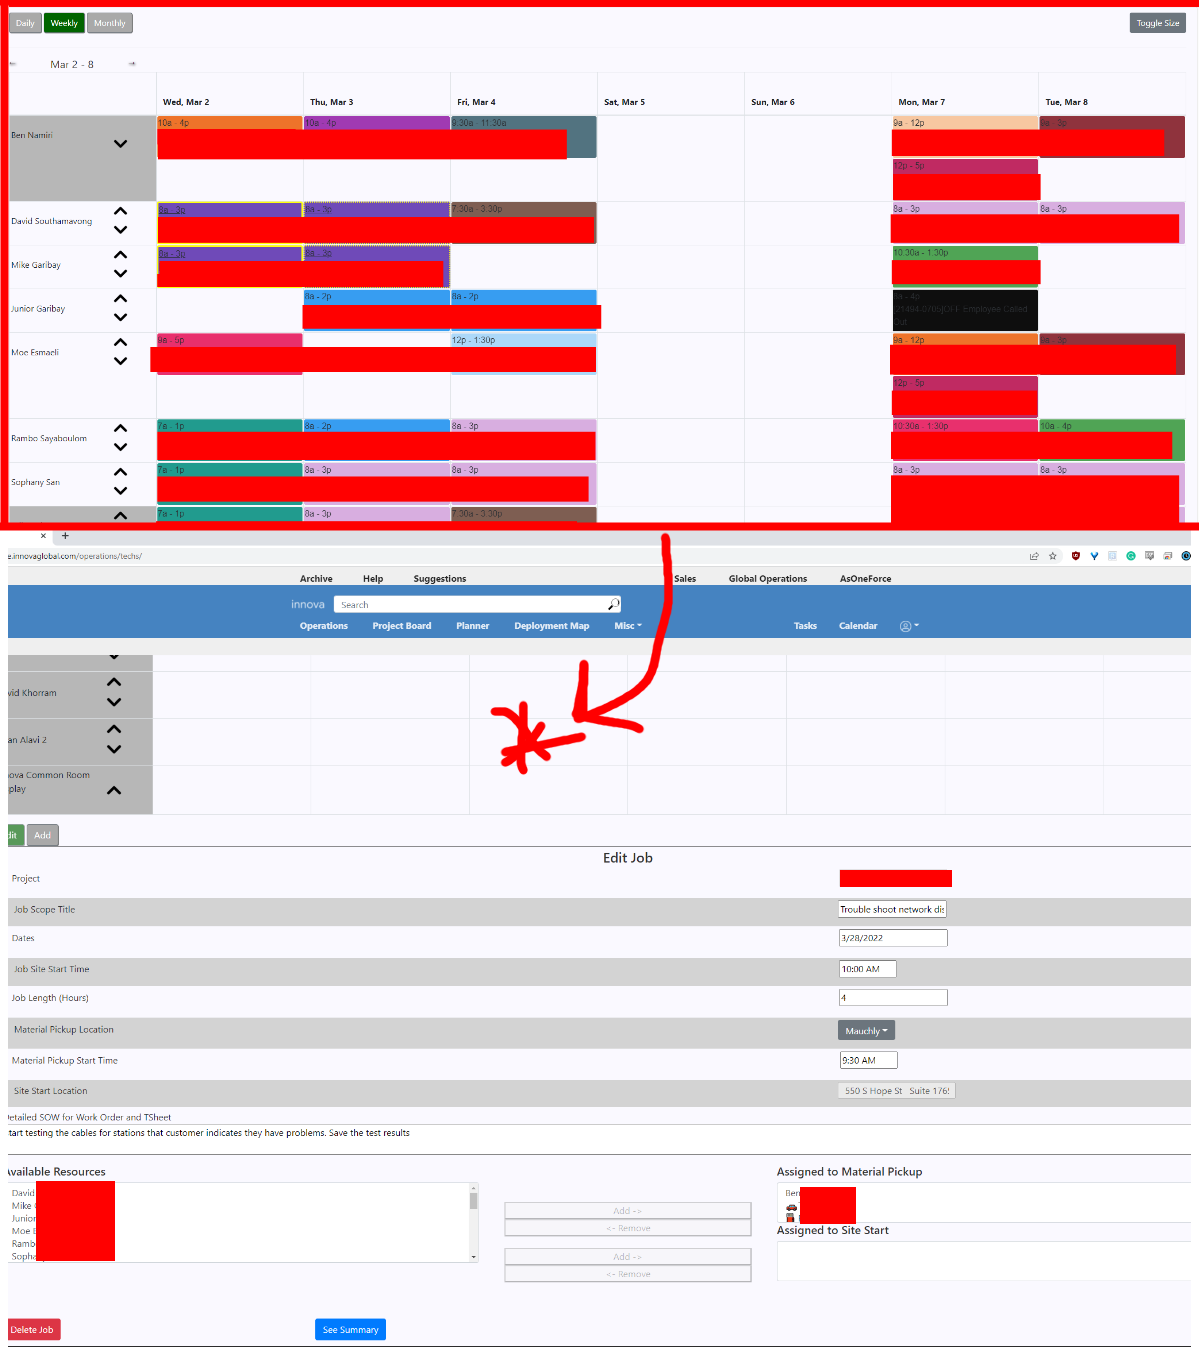 Daily Weekly Monthly Toggle Size
Mar 2 - 8
Wed, Mar 2 Thu, Mar 3 Fri, Mar 4 Sat, Mar 5 Sun, Mar 6 Mon, Mar 7 Tue, Mar 8
Ben Namiri
10a - 4p 10a - 4p 9:30a - 11:30a 9a - 12p 9a - 3p
12p - 5p
David Southamavong
8a - 3p 8a - 3p 7:30a - 3:30p 8a - 3p 8a - 3p
Mike Garibay
8a - 3p 8a - 3p 10:30a - 1:30p
Junior Garibay
8a - 2p 8a - 2p - 4p
[21494-0705]OFF Employee Called
Out
Moe Esmaeli
9a - 5p 12p - 1:30p 9a - 12p 9a - 3p
12p - 5p
Rambo Sayaboulom
7a - 1p 8a - 2p 8a - 3p 10:30a - 1:30p 10a - 4p
Sophany San
7a - 1p 8a - 3p 8a - 3p 8a - 3p 8a - 3p
7a - 1p 8a - 3p 7:30a - 3:30p
e.innovaglobal.com/operations/techs/
Archive Help Suggestions Sales Global Operations AsOneForce
innova Search
Operations Project Board Planner Deployment Map Misc Tasks Calendar
vid Khorram
an Alavi 2
ova Common Room
play
dit Add
Edit Job
Project
Job Scope Title Trouble shoot network dis
Dates 3/28/2022
Job Site Start Time 10:00 AM
Job Length (Hours) 4
Material Pickup Location Mauchly
Material Pickup Start Time 9:30 AM
Site Start Location 550 S Hope St Suite 1765
Detailed SOW for Work Order and TSheet
tart testing the cables for stations that customer indicates they have problems. Save the test results
Available Resources Assigned to Material Pickup
David
Mike
Junior
Moe
Ramb
Sopha
Ben
Add ->
<- Remove
Assigned to Site Start
Add ->
<- Remove
Delete Job See Summary